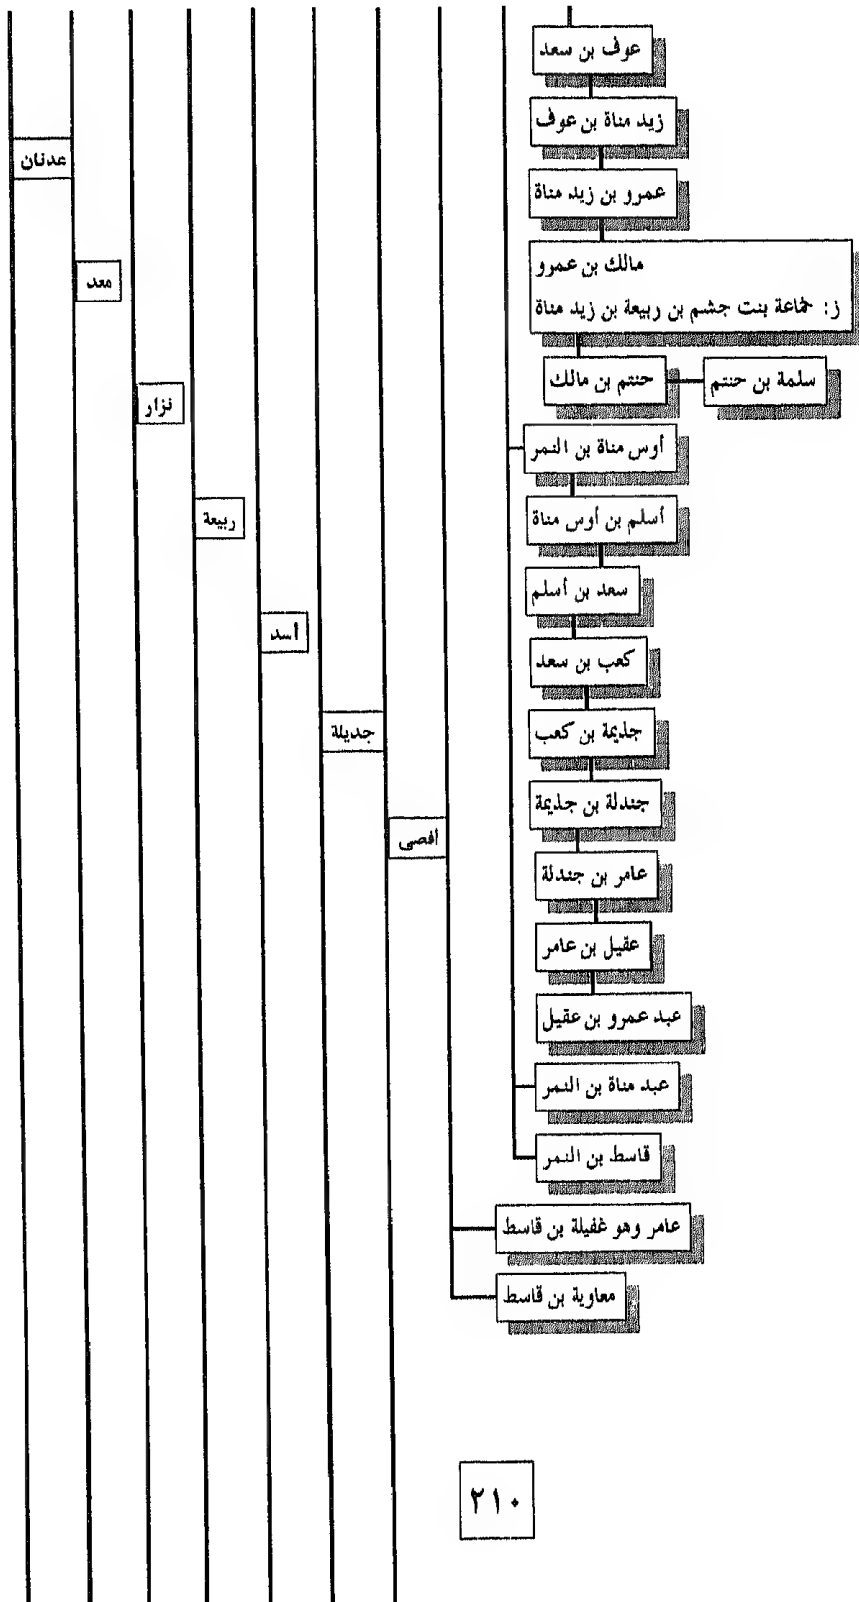 عوف بن سعد
زيد مناة بن عوف
عدنان
عمرو بن زيد مناة
مالك بن عمرو
معد
ز: خماعة بنت جشم بن ربيعة بن زيد مناة
حنتم بن مالك
سلمة بن حنتم
نزار
أوس مناة بن النمر
أسلم بن أوس مناة
ربيعة
سعد بن أسلم
أسد
كعب بن سعد
جذيمة بن كعب
جديلة
جندلة بن جذيمة
أفصى
عامر بن جندلة
عقيل بن عامر
عبد عمرو بن عقيل
عبد مناة بن النمر
قاسط بن النمر
عامر وهو غفيلة بن قاسط
معاوية بن قاسط
٢١٠